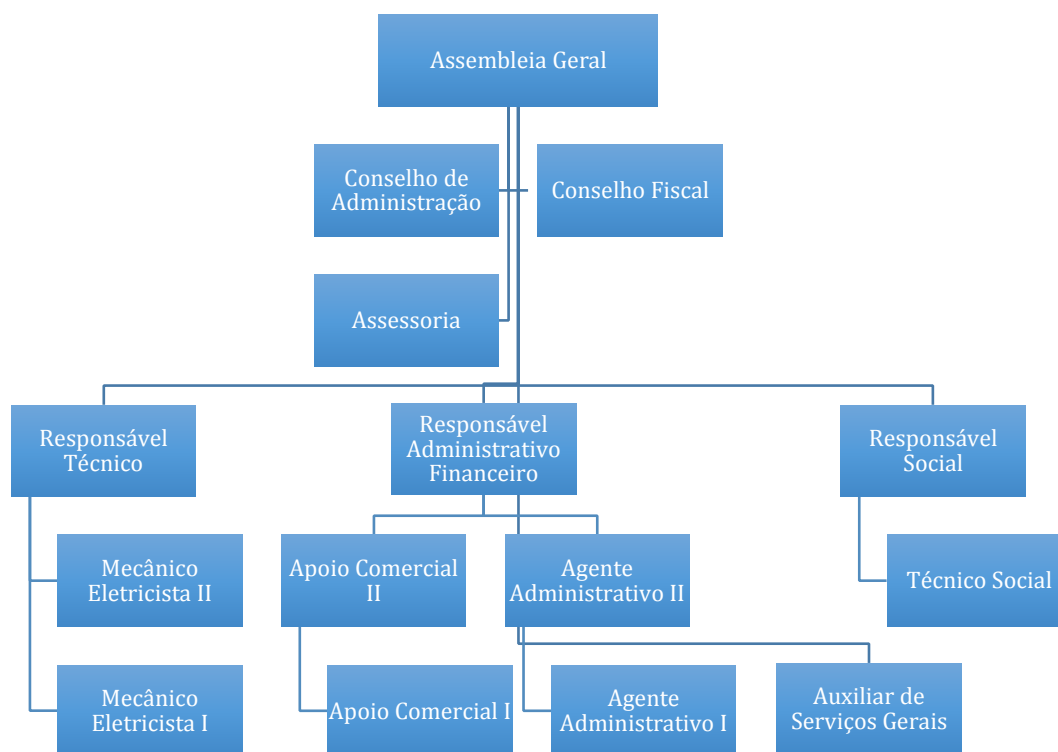 Assembleia Geral
Conselho de
Administração
Conselho Fiscal
Assessoria
Responsável
Técnico
Responsável
Administrativo
Financeiro
Responsável
Social
Mecânico
Eletricista II
Apoio Comercial
II
Agente
Administrativo II
Técnico Social
Mecânico
Eletricista I
Apoio Comercial I
Agente
Administrativo I
Auxiliar de
Serviços Gerais